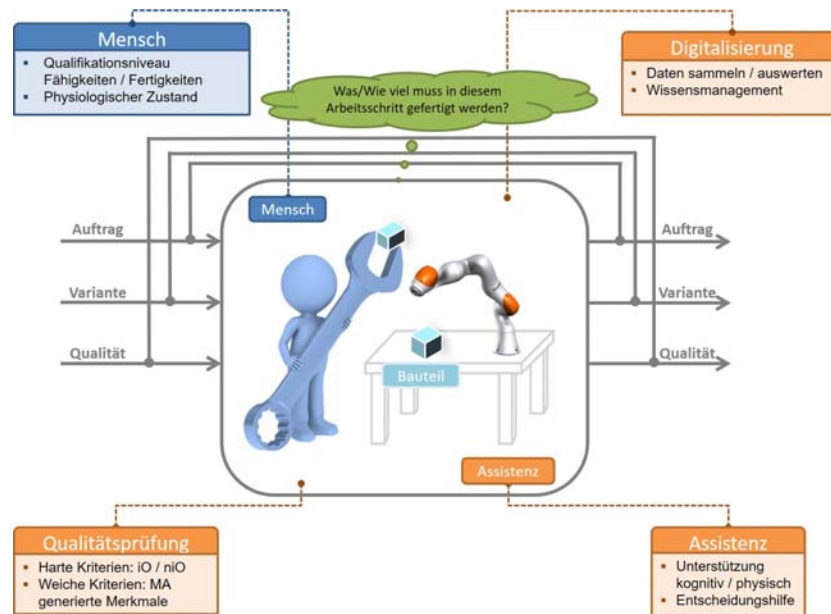 Mensch
Qualifikationsniveau
Fähigkeiten / Fertigkeiten
Physiologischer Zustand
Digitalisierung
Daten sammeln / auswerten
Wissensmanagement
Was/Wie viel muss in diesem
Arbeitsschritt gefertigt werden?
Mensch
Auftrag
Variante
Qualität
Auftrag
Variante
Qualität
Bauteil
Assistenz
Qualitätsprüfung
Harte Kriterien: iO / niO
Weiche Kriterien: MA
generierte Merkmale
Assistenz
Unterstützung
kognitiv / physisch
Entscheidungshilfe